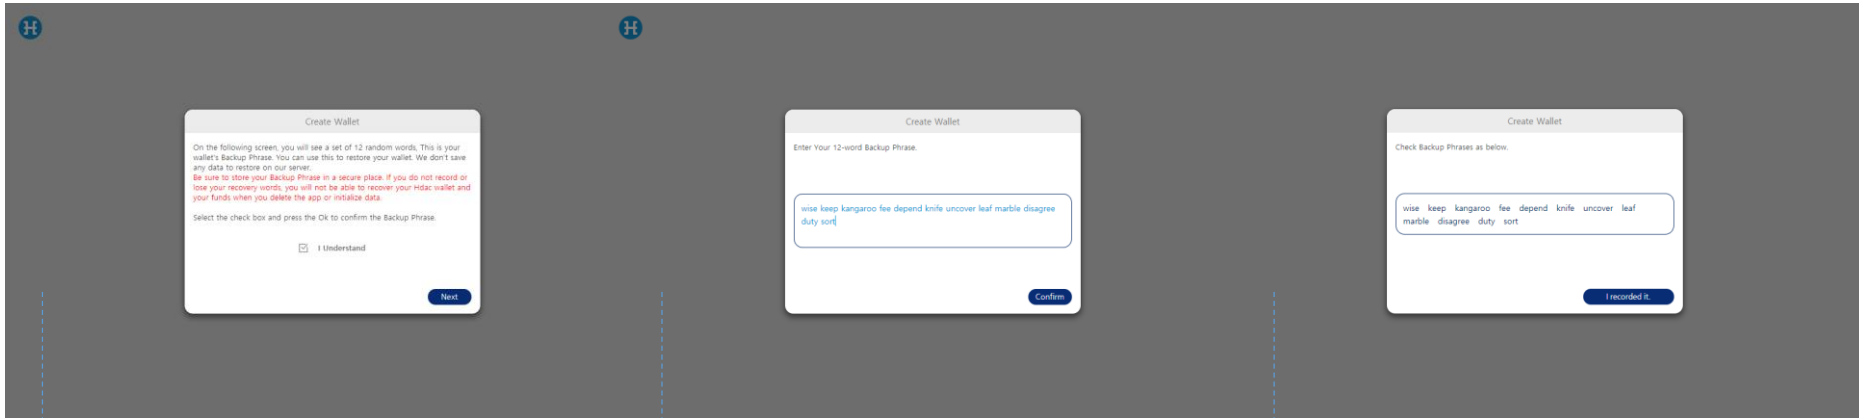 Create Wallet
On the following screen, you will see a set of 12 random words, This is your
wallet's Backup Phrase. You can use this to restore your wallet. We don't save
any data to restore on our server.
Be sure to store your Backup Phrase in a secure place. If you do not record or
lose your recovery words, you will not be able to recover your Hdac wallet and
your funds when you delete the app or initialize data.
Select the check box and press the Ok to confirm the Backup Phrase.
I Understand
Next
Create Wallet
Enter Your 12-word Backup Phrase.
wise keep kangaroo fee depend knife uncover leaf marble disagree
duty sort
Confirm
Create Wallet
Check Backup Phrases as below.
wise keep kangaroo fee depend knife uncover leaf
marble disagree duty sort
I recorded it.